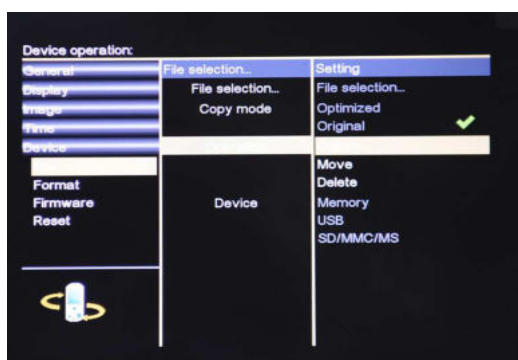 Device operation:
General
Display
Image
Time
Device
Format
Firmware
Reset
File selection...
File selection...
Copy mode
Device
Setting
File selection...
Optimized
Original
Move
Delete
Memory
USB
SD/MMC/MS